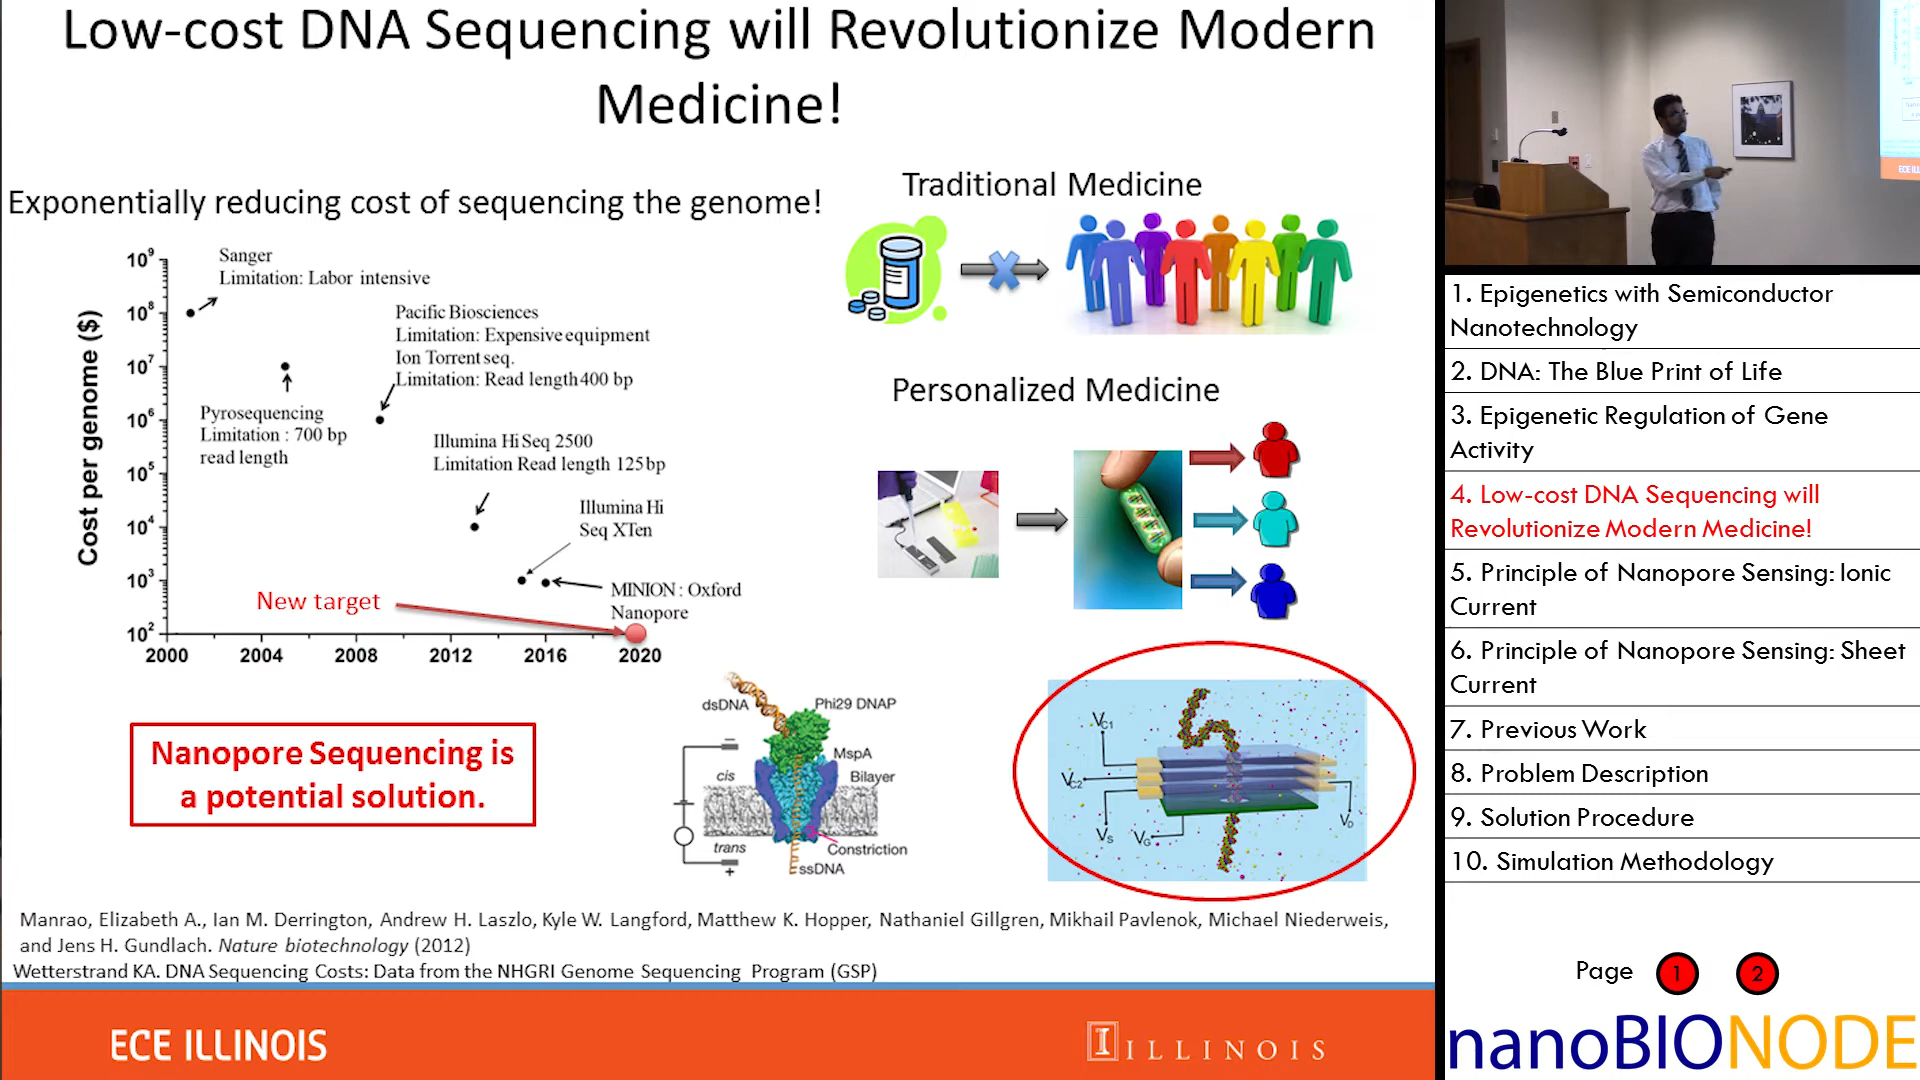 Low-cost DNA Sequencing will Revolutionize Modern
Medicine!
Exponentially reducing cost of sequencing the genome!
Cost per genome ($)
10⁹
10⁸
10⁷
10⁶
10⁵
10⁴
10³
10²
2000
2004
2008
2012
2016
2020
Sanger
Limitation: Labor intensive
Pacific Biosciences
Limitation: Expensive equipment
Ion Torrent seq.
Limitation: Read length 400 bp
Pyrosequencing
Limitation : 700 bp
read length
Illumina Hi Seq 2500
Limitation Read length 125 bp
Illumina Hi
Seq XTen
MINION : Oxford
Nanopore
New target
Traditional Medicine
Personalized Medicine
Nanopore Sequencing is
a potential solution.
dsDNA
Phi29 DNAP
MspA
cis
Bilayer
trans
Constriction
ssDNA
V_C1
V_C2
V_S
V_G
V_D
Manrao, Elizabeth A., Ian M. Derrington, Andrew H. Laszlo, Kyle W. Langford, Matthew K. Hopper, Nathaniel Gillgren, Mikhail Pavlenok, Michael Niederweis,
and Jens H. Gundlach. Nature biotechnology (2012)
Wetterstrand KA. DNA Sequencing Costs: Data from the NHGRI Genome Sequencing Program (GSP)
ECE ILLINOIS
I ILLINOIS
ECE ILL
1. Epigenetics with Semiconductor
Nanotechnology
2. DNA: The Blue Print of Life
3. Epigenetic Regulation of Gene
Activity
4. Low-cost DNA Sequencing will
Revolutionize Modern Medicine!
5. Principle of Nanopore Sensing: Ionic
Current
6. Principle of Nanopore Sensing: Sheet
Current
7. Previous Work
8. Problem Description
9. Solution Procedure
10. Simulation Methodology
Page 1 2
nanoBIONODE